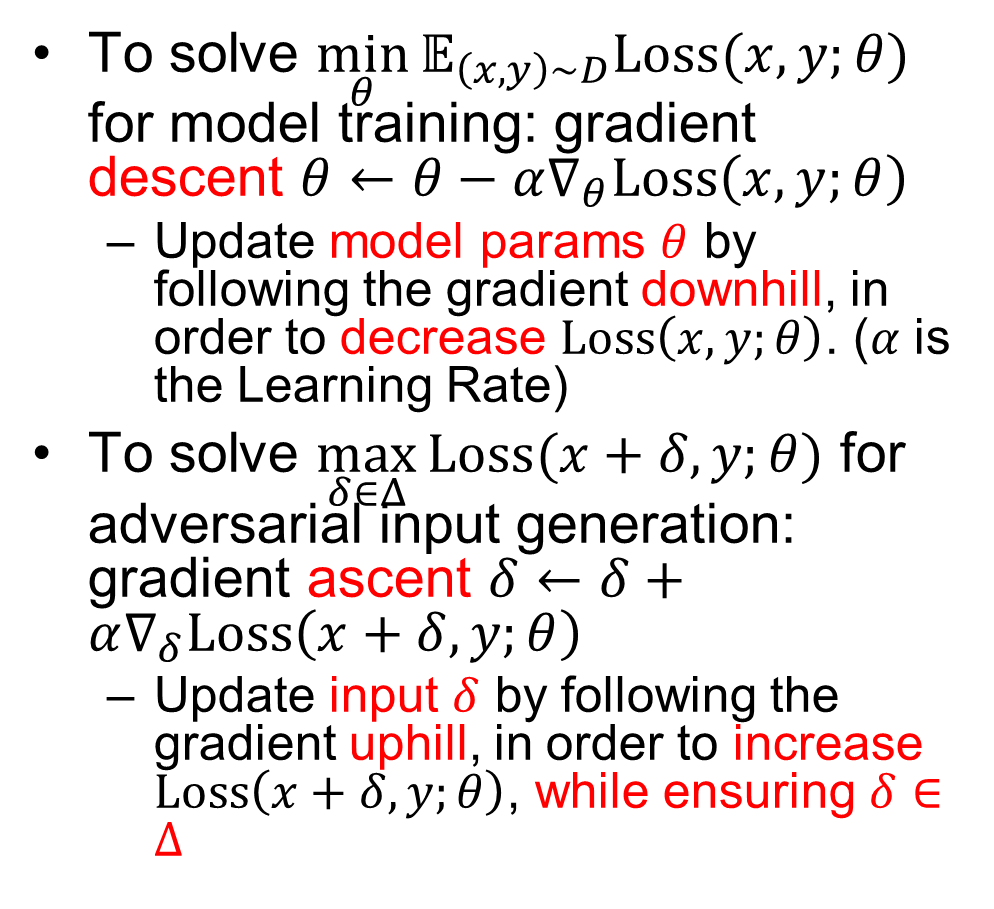 • To solve min_θ 𝔼_(x,y)~D Loss(x, y; θ)
for model training: gradient
descent θ ← θ − α∇_θ Loss(x, y; θ)
– Update model params θ by
following the gradient downhill, in
order to decrease Loss(x, y; θ). (α is
the Learning Rate)
• To solve max_δ∈Δ Loss(x + δ, y; θ) for
adversarial input generation:
gradient ascent δ ← δ +
α∇_δ Loss(x + δ, y; θ)
– Update input δ by following the
gradient uphill, in order to increase
Loss(x + δ, y; θ), while ensuring δ ∈
Δ